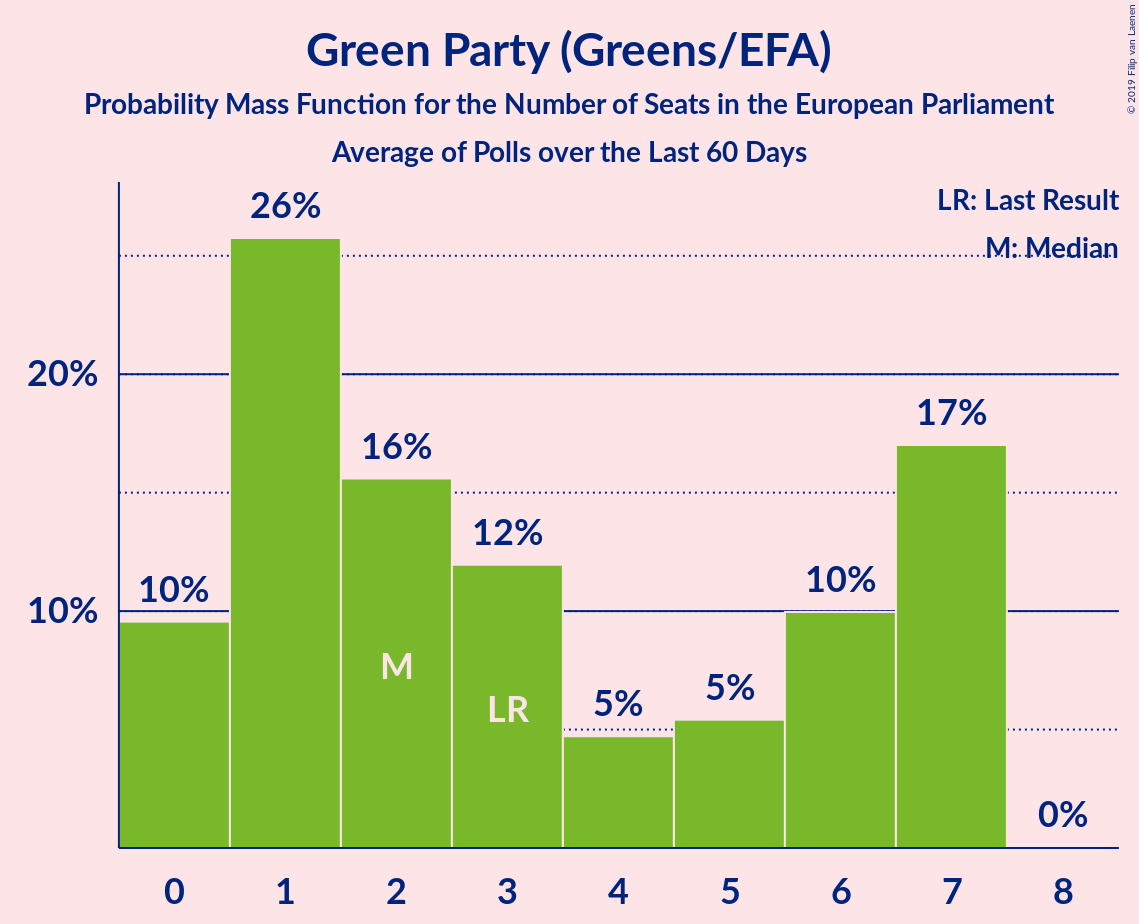 Green Party (Greens/EFA)
Probability Mass Function for the Number of Seats in the European Parliament
Average of Polls over the Last 60 Days
© 2019 Filip van Laenen
LR: Last Result
M: Median
26%
20%
17%
16%
12%
10%
10%
10%
5%
5%
0%
M
LR
0 1 2 3 4 5 6 7 8